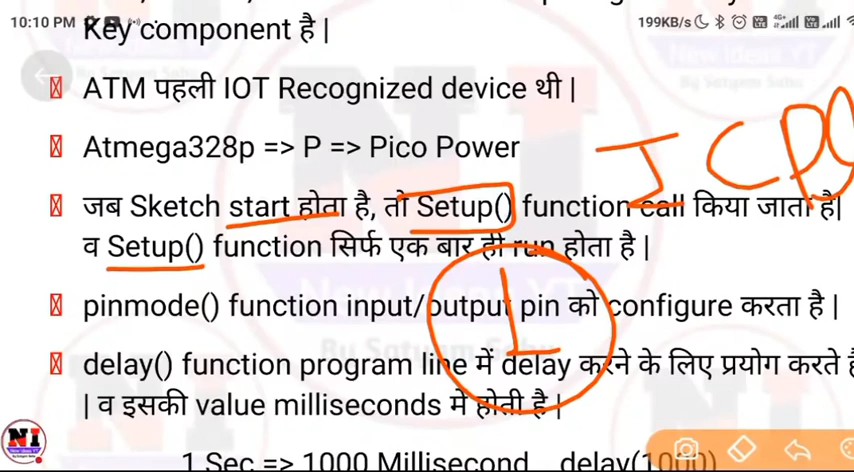 10:10 PM
199KB/s
Key component है |
ATM पहली IOT Recognized device थी |
Atmega328p => P => Pico Power
जब Sketch start होता है, तो Setup() function call किया जाता है|
व Setup() function सिर्फ एक बार ही run होता है |
pinmode() function input/output pin को configure करता है |
delay() function program line में delay करने के लिए प्रयोग करते है
| व इसकी value milliseconds मे होती है |
1 Sec => 1000 Millisecond delay(1000)
1
NI